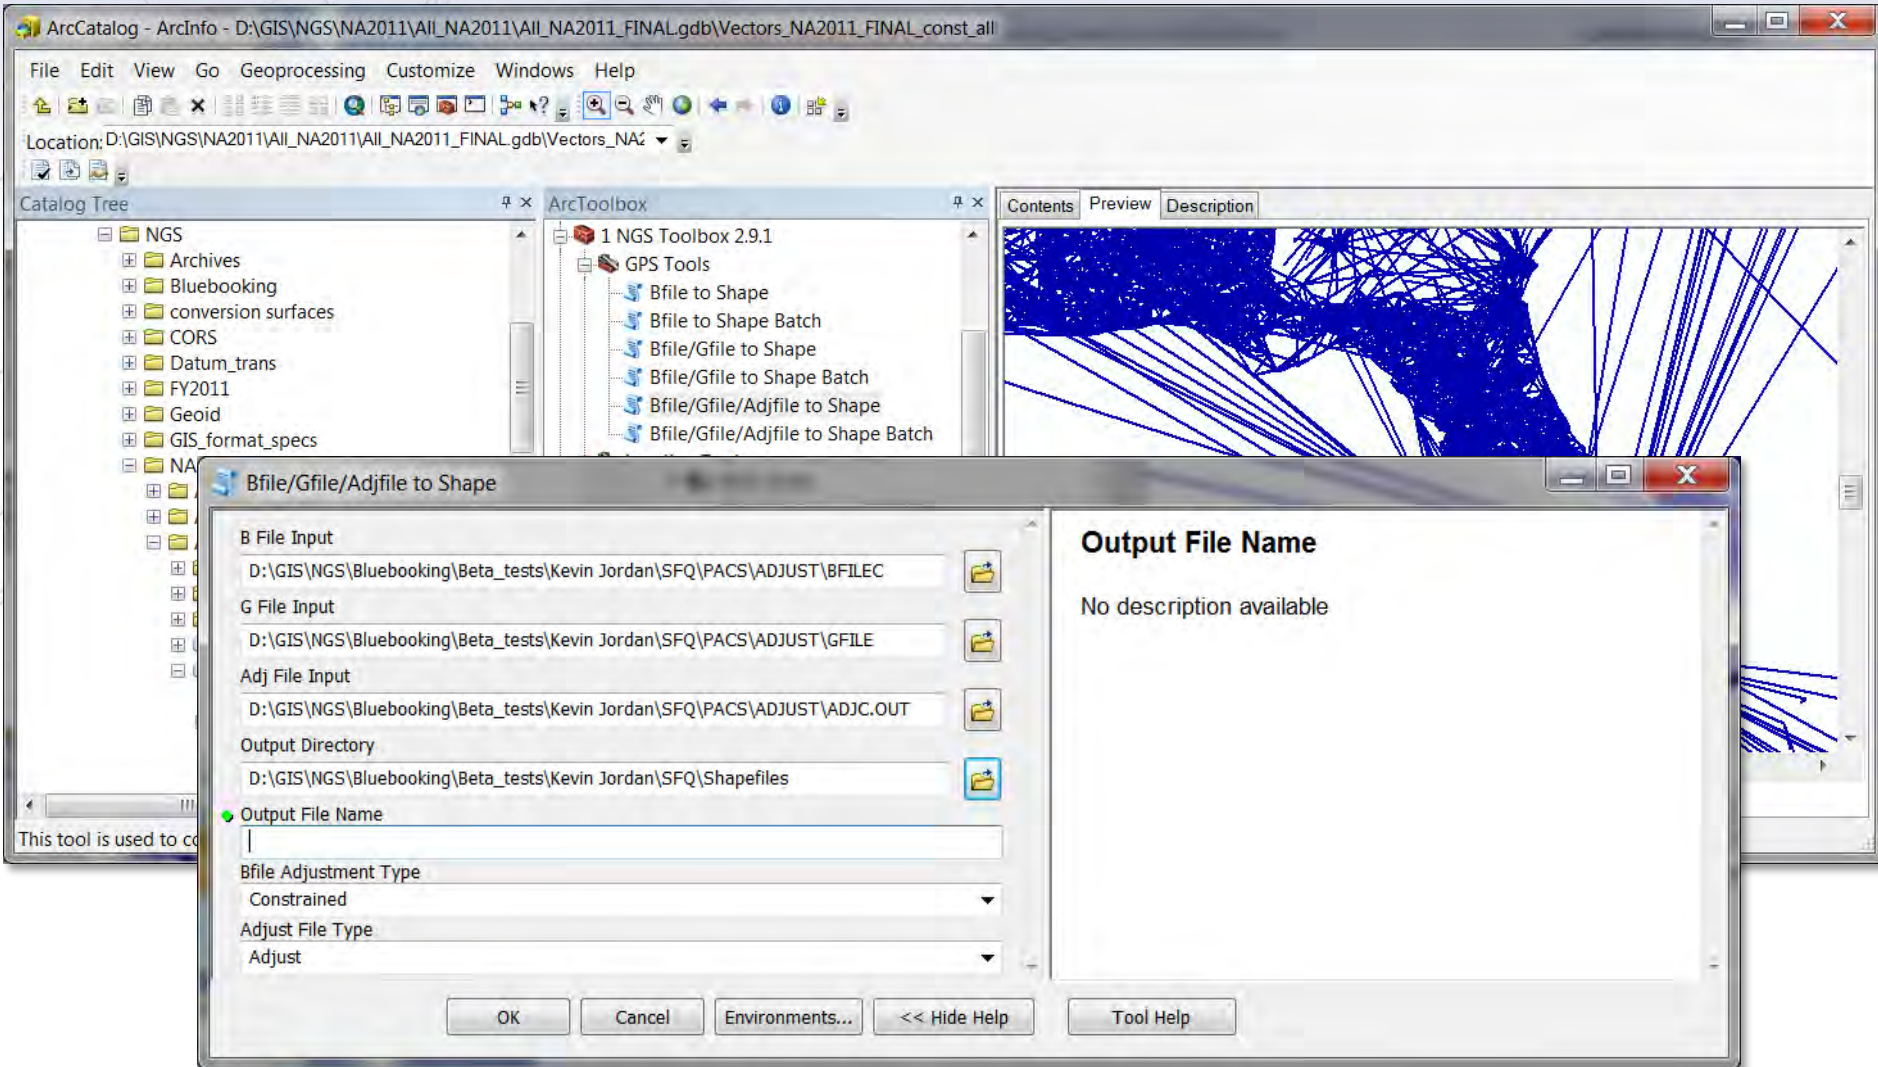 ArcCatalog - ArcInfo - D:\GIS\NGS\NA2011\All_NA2011\All_NA2011_FINAL.gdb\Vectors_NA2011_FINAL_const_all
File Edit View Go Geoprocessing Customize Windows Help
Location: D:\GIS\NGS\NA2011\All_NA2011\All_NA2011_FINAL.gdb\Vectors_NA2
Catalog Tree
NGS
Archives
Bluebooking
conversion surfaces
CORS
Datum_trans
FY2011
Geoid
GIS_format_specs
NA
ArcToolbox
1 NGS Toolbox 2.9.1
GPS Tools
Bfile to Shape
Bfile to Shape Batch
Bfile/Gfile to Shape
Bfile/Gfile to Shape Batch
Bfile/Gfile/Adjfile to Shape
Bfile/Gfile/Adjfile to Shape Batch
Contents Preview Description
This tool is used to co
Bfile/Gfile/Adjfile to Shape
B File Input
D:\GIS\NGS\Bluebooking\Beta_tests\Kevin Jordan\SFQ\PACS\ADJUST\BFILEC
G File Input
D:\GIS\NGS\Bluebooking\Beta_tests\Kevin Jordan\SFQ\PACS\ADJUST\GFILE
Adj File Input
D:\GIS\NGS\Bluebooking\Beta_tests\Kevin Jordan\SFQ\PACS\ADJUST\ADJC.OUT
Output Directory
D:\GIS\NGS\Bluebooking\Beta_tests\Kevin Jordan\SFQ\Shapefiles
Output File Name
Bfile Adjustment Type
Constrained
Adjust File Type
Adjust
OK Cancel Environments... << Hide Help Tool Help
Output File Name
No description available